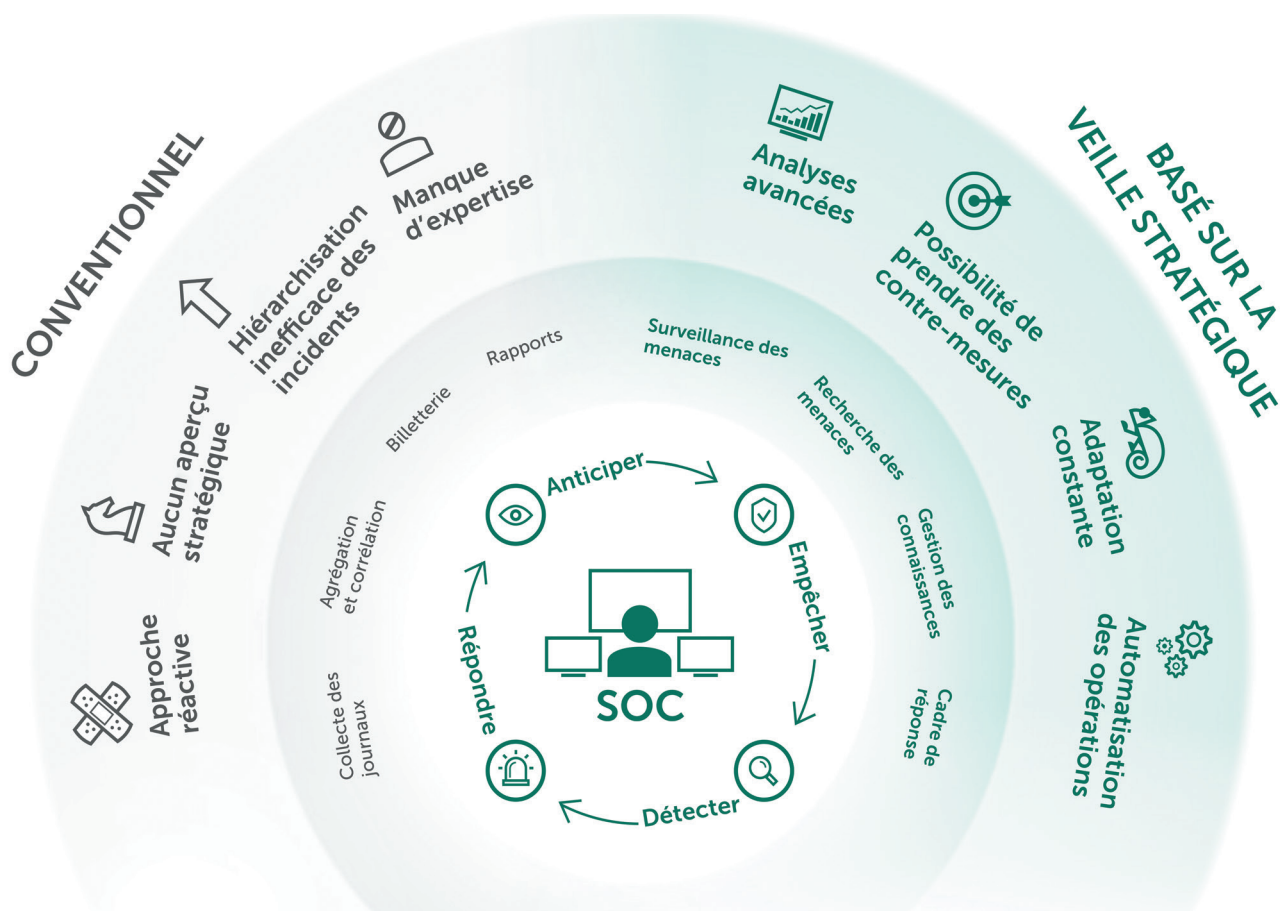 CONVENTIONNEL
Approche
réactive
Aucun aperçu
stratégique
Hiérarchisation
inefficace des
incidents
Manque
d'expertise
Analyses
avancées
Possibilité de
prendre des
contre-mesures
Adaptation
constante
Automatisation
des opérations
BASÉ SUR LA
VEILLE STRATÉGIQUE
Collecte des
journaux
Agrégation
et corrélation
Billetterie
Rapports
Surveillance des
menaces
Recherche des
menaces
Gestion des
connaissances
Cadre de
réponse
Anticiper
Empêcher
Détecter
Répondre
SOC